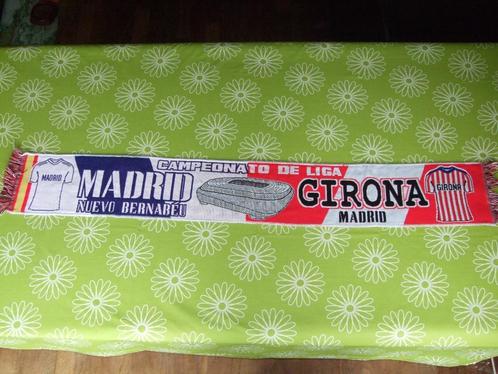 CAMPEONATO DE LIGA
MADRID
MADRID
NUEVO BERNABÉU
GIRONA
MADRID
GIRONA